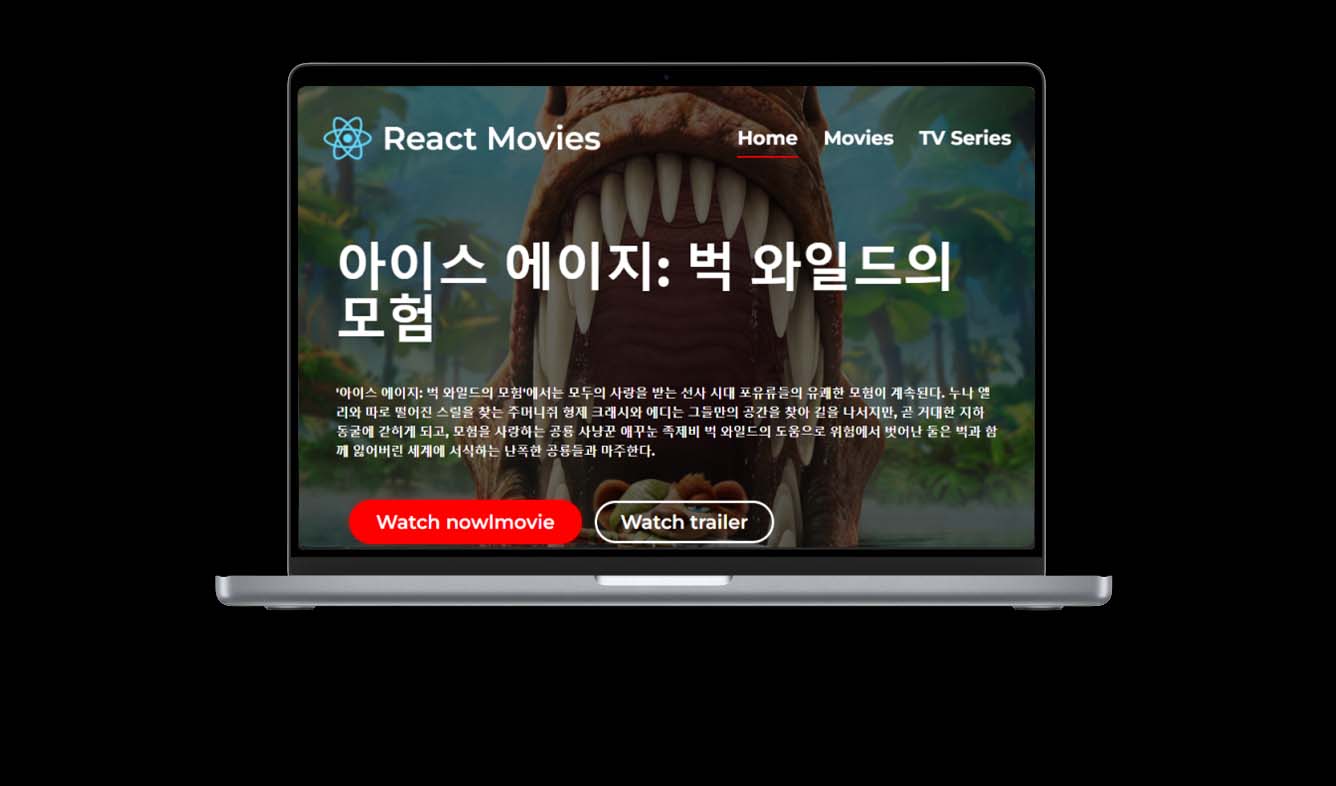 React Movies
Home Movies TV Series
아이스 에이지: 벅 와일드의
모험
'아이스 에이지: 벅 와일드의 모험'에서는 모두의 사랑을 받는 선사 시대 포유류들의 유쾌한 모험이 계속된다. 누나 엘
리와 따로 떨어진 스릴을 찾는 주머니쥐 형제 크래시와 에디는 그들만의 공간을 찾아 길을 나서지만, 곧 거대한 지하
동굴에 갇히게 되고, 모험을 사랑하는 공룡 사냥꾼 애꾸눈 족제비 벅 와일드의 도움으로 위험에서 벗어난 둘은 벅과 함
께 잃어버린 세계에 서식하는 난폭한 공룡들과 마주한다.
Watch nowlmovie Watch trailer